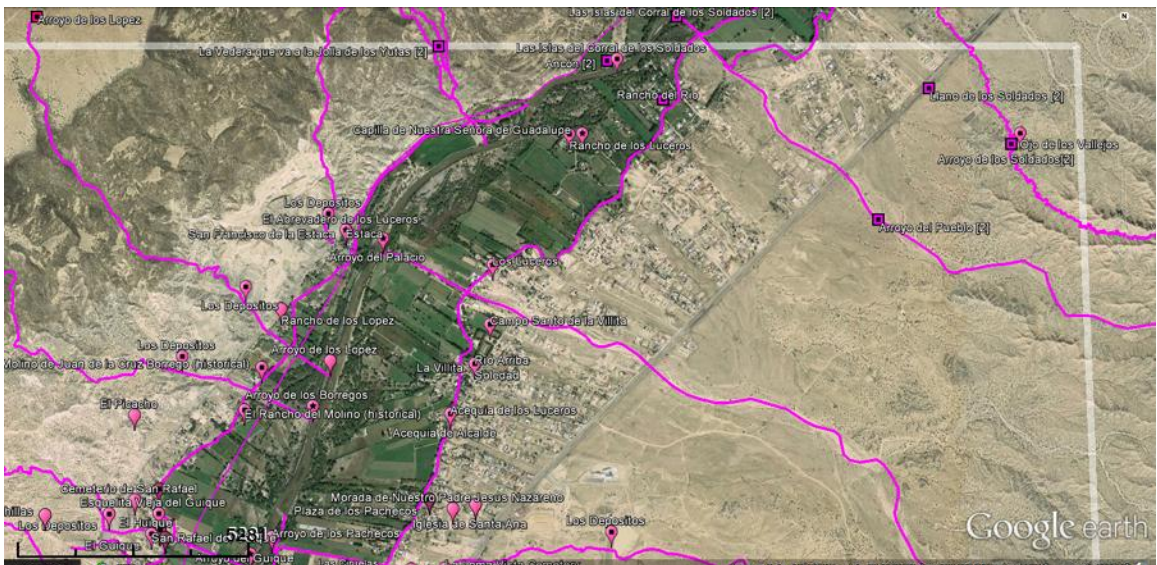 Arroyo de los Lopez
Las Islas del Corral de los Soldados [2]
N
La Vedera que va a la Jolla de los Yutas [2]
Las Islas del Corral de los Soldados
Ancon [2]
Rancho del Rio
Llano de los Soldados [2]
Capilla de Nuestra Senora de Guadalupe
Rancho de los Luceros
Ojo de los Vallejos
Arroyo de los Soldados[2]
Los Depositos
El Abrevadero de los Luceros
San Francisco de la Estaca
Estaca
Arroyo del Pueblo [2]
Arroyo del Palacio
Los Luceros
Los Depositos
Rancho de los Lopez
Campo Santo de la Villita
Los Depositos
Arroyo de los Lopez
Molino de Juan de la Cruz Borrego (historical)
La Villita
Rio Arriba
Soledad
Arroyo de los Borregos
El Picacho
El Rancho del Molino (historical)
Acequia de los Luceros
Acequia de Alcalde
Cementerio de San Rafael
Esquelita Vieja del Guique
Morada de Nuestro Padre Jesus Nazareno
Plaza de los Pachecos
Los Depositos
El Huique
Iglesia de Santa Ana
Los Depositos
El Guique
San Rafael
Arroyo de los Pachecos
Google earth
Arroyo del Guique
Las Ciruelas